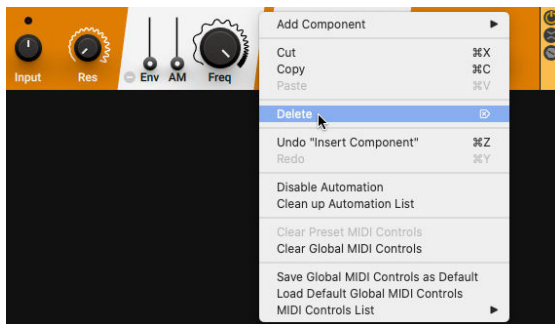 Input
Res
Env
AM
Freq
Add Component
Cut ⌘X
Copy ⌘C
Paste ⌘V
Delete
Undo "Insert Component" ⌘Z
Redo ⌘Y
Disable Automation
Clean up Automation List
Clear Preset MIDI Controls
Clear Global MIDI Controls
Save Global MIDI Controls as Default
Load Default Global MIDI Controls
MIDI Controls List